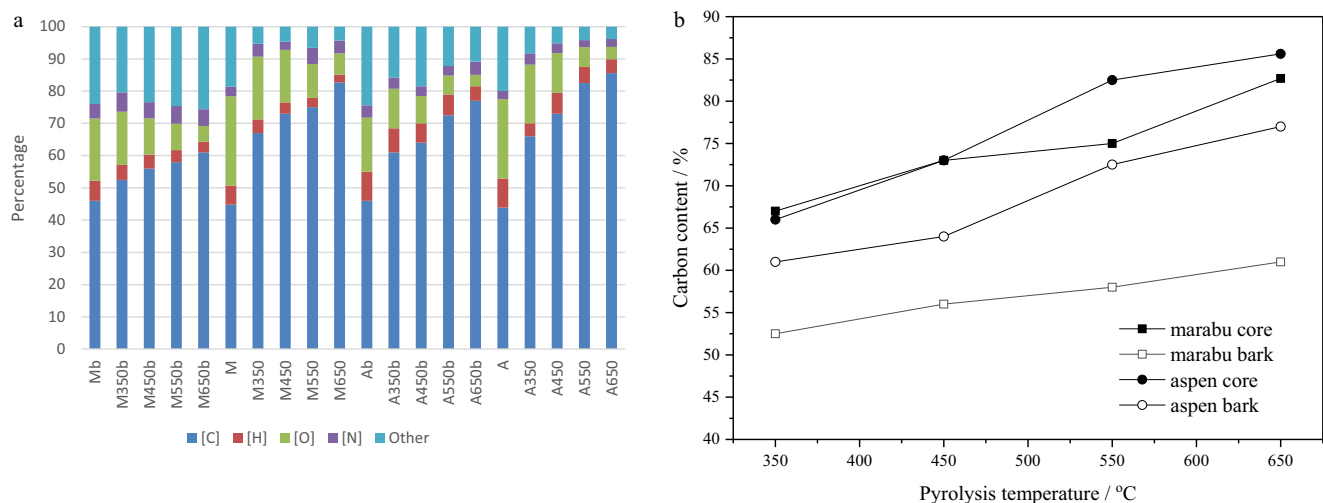 a
100
90
80
70
60
50
40
30
20
10
0
Percentage
Mb
M350b
M450b
M550b
M650b
M
M350
M450
M550
M650
Ab
A350b
A450b
A550b
A650b
A
A350
A450
A550
A650
[C] [H] [O] [N] Other
b
90
85
80
75
70
65
60
55
50
45
40
Carbon content / %
marabu core
marabu bark
aspen core
aspen bark
350 400 450 500 550 600 650
Pyrolysis temperature / ºC